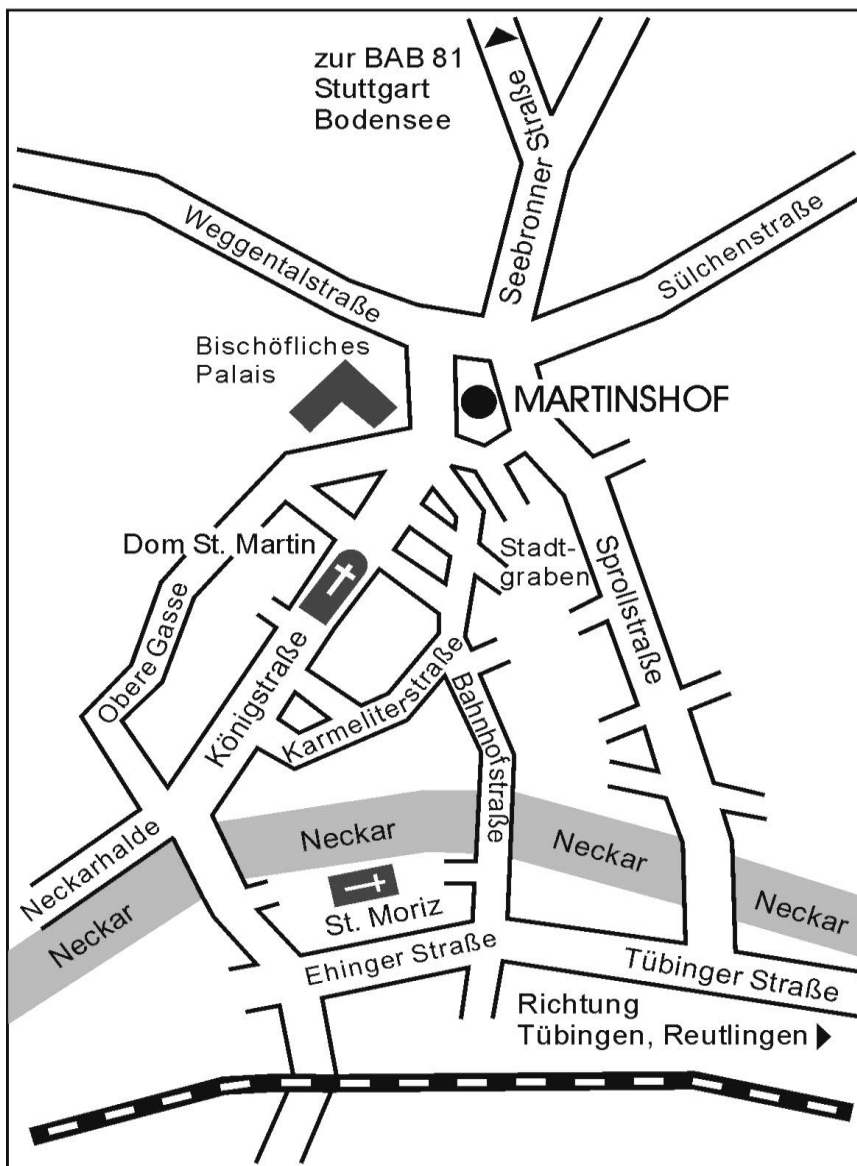 zur BAB 81
Stuttgart
Bodensee
Seebronner Straße
Weggentalstraße
Sülchenstraße
Bischöfliches
Palais
MARTINSHOF
Dom St. Martin
Stadt-
graben
Sprollstraße
Obere Gasse
Königstraße
Karmeliterstraße
Bahnhofstraße
Neckarhalde
Neckar
Neckar
Neckar
Neckar
St. Moriz
Ehinger Straße
Tübinger Straße
Richtung
Tübingen, Reutlingen